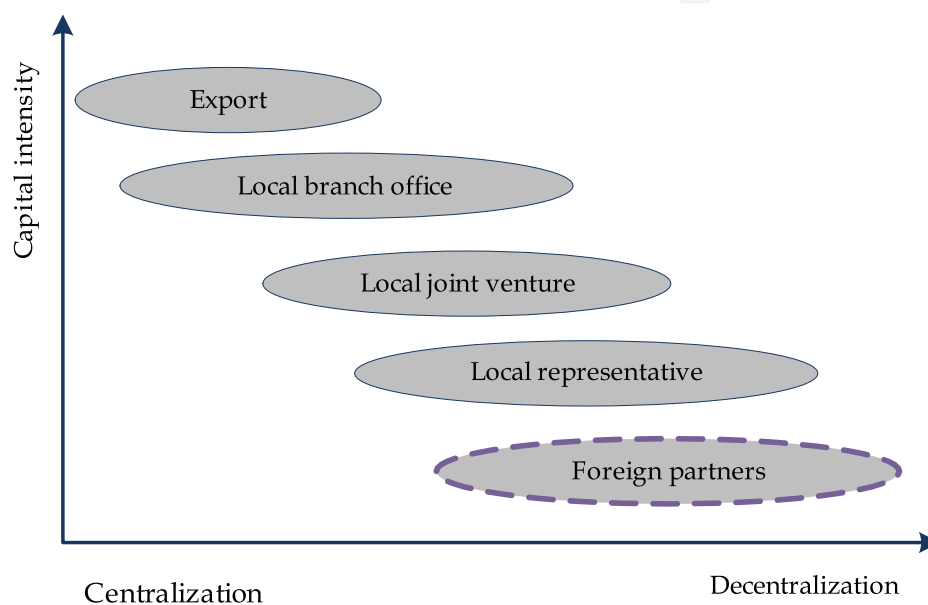 Capital intensity
Export
Local branch office
Local joint venture
Local representative
Foreign partners
Centralization
Decentralization